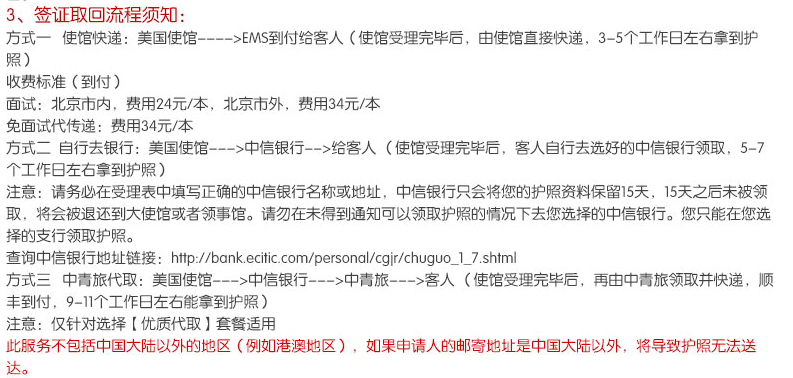 3、签证取回流程须知：
方式一  使馆快递：美国使馆---->EMS到付给客人（使馆受理完毕后，由使馆直接快递，3-5个工作日左右拿到护
照）
收费标准（到付）
面试：北京市内，费用24元/本，北京市外，费用34元/本
免面试代传递：费用34元/本
方式二  自行去银行：美国使馆--->中信银行-->给客人 （使馆受理完毕后，客人自行去选好的中信银行领取，5-7
个工作日左右拿到护照）
注意：请务必在受理表中填写正确的中信银行名称或地址，中信银行只会将您的护照资料保留15天，15天之后未被领
取，将会被退还到大使馆或者领事馆。请勿在未得到通知可以领取护照的情况下去您选择的中信银行。您只能在您选
择的支行领取护照。
查询中信银行地址链接：http://bank.ecitic.com/personal/cgjr/chuguo_1_7.shtml
方式三  中青旅代取：美国使馆--->中信银行--->中青旅--->客人 （使馆受理完毕后，再由中青旅领取并快递，顺
丰到付，9-11个工作日左右能拿到护照）
注意：仅针对选择【优质代取】套餐适用
此服务不包括中国大陆以外的地区（例如港澳地区），如果申请人的邮寄地址是中国大陆以外，将导致护照无法送
达。